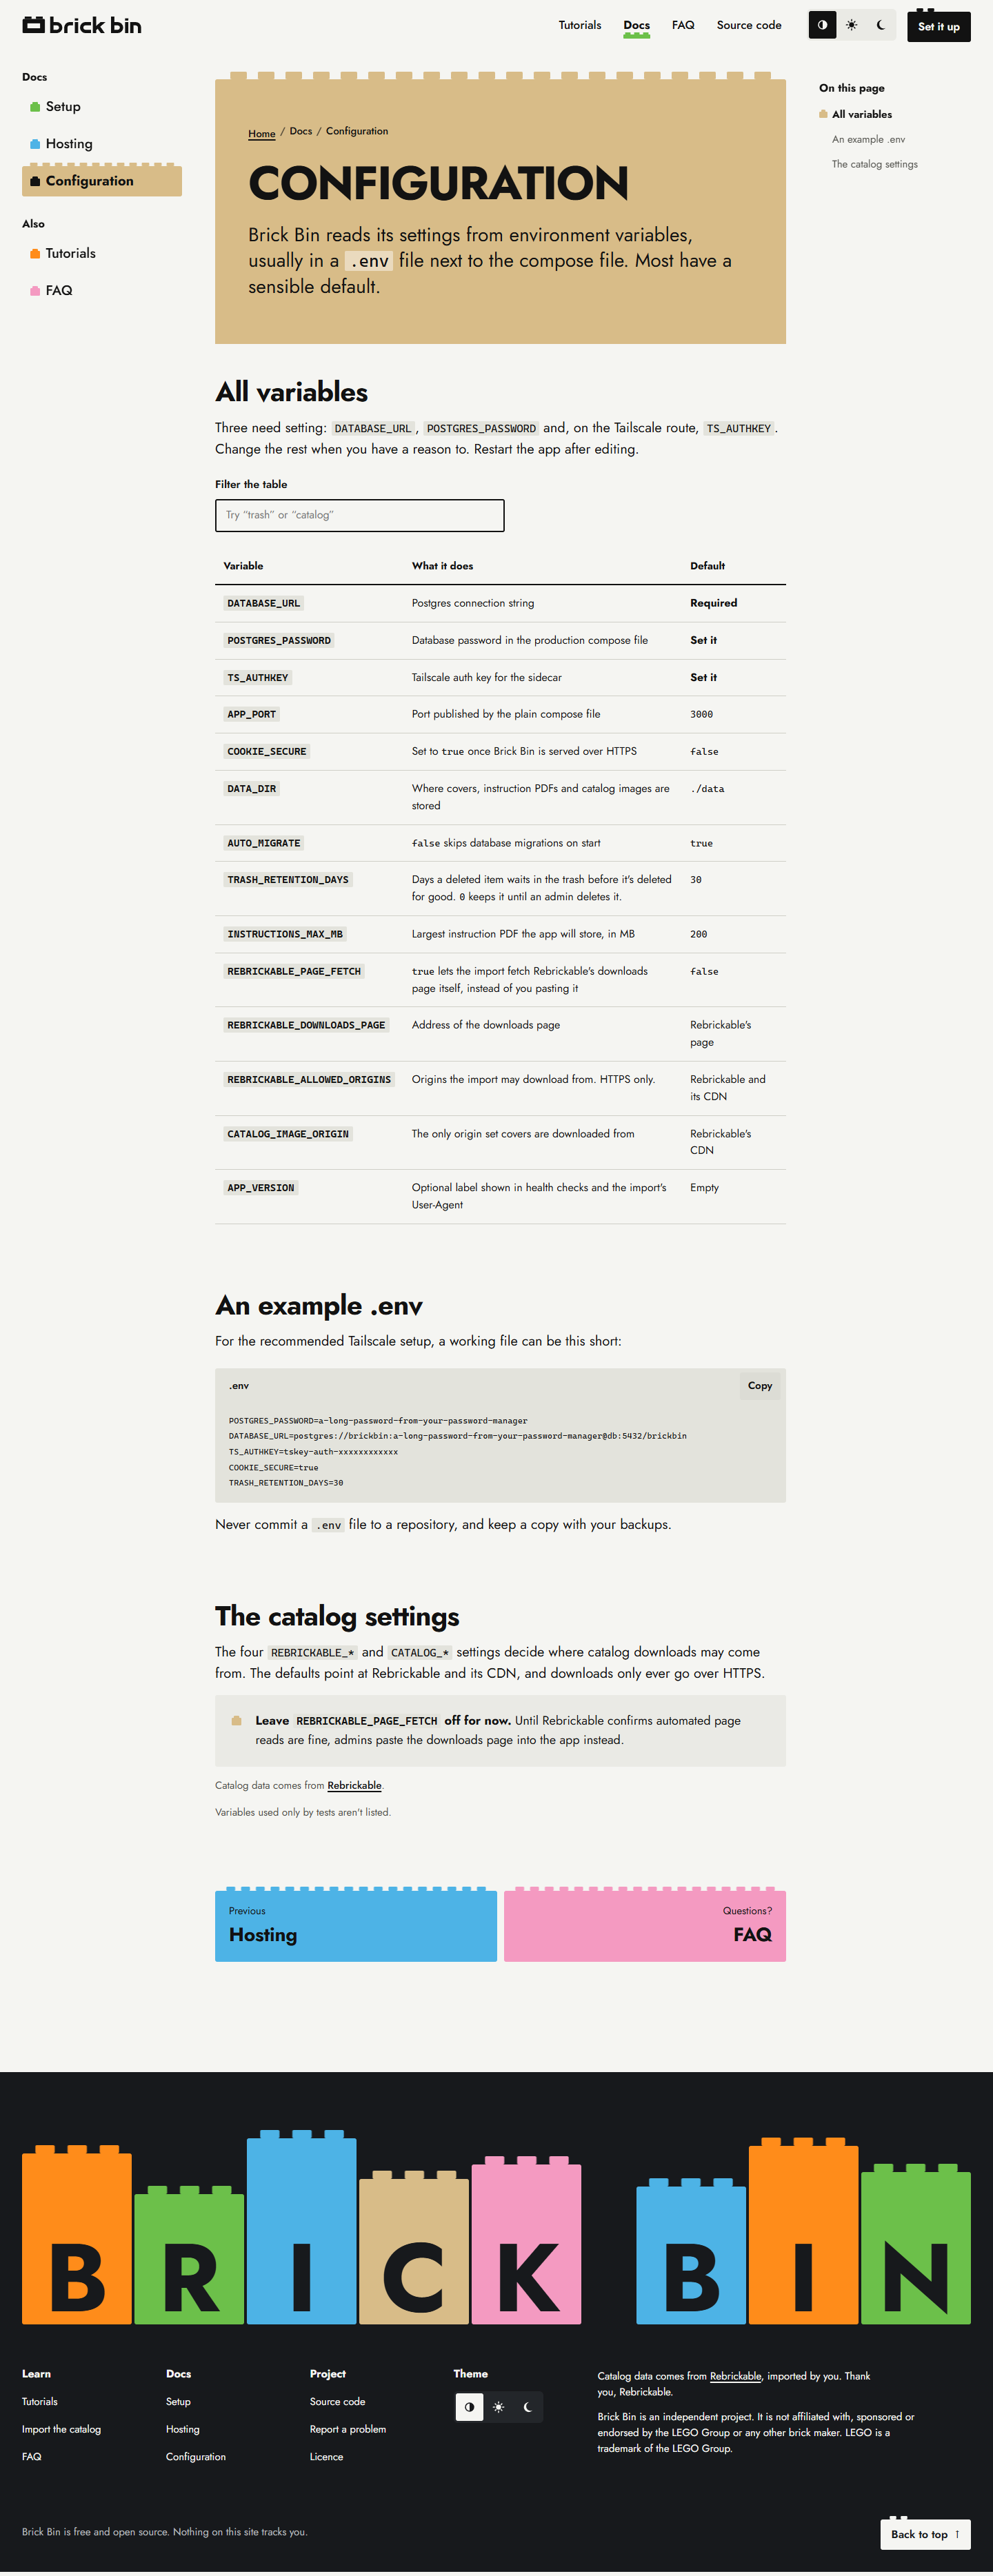 brick bin
Tutorials Docs FAQ Source code Set it up
Docs
Setup
Hosting
Configuration
Also
Tutorials
FAQ
Home / Docs / Configuration
CONFIGURATION
Brick Bin reads its settings from environment variables,
usually in a .env file next to the compose file. Most have a
sensible default.
On this page
All variables
An example .env
The catalog settings
All variables
Three need setting: DATABASE_URL, POSTGRES_PASSWORD and, on the Tailscale route, TS_AUTHKEY.
Change the rest when you have a reason to. Restart the app after editing.
Filter the table
Try “trash” or “catalog”
Variable What it does Default
DATABASE_URL Postgres connection string Required
POSTGRES_PASSWORD Database password in the production compose file Set it
TS_AUTHKEY Tailscale auth key for the sidecar Set it
APP_PORT Port published by the plain compose file 3000
COOKIE_SECURE Set to true once Brick Bin is served over HTTPS false
DATA_DIR Where covers, instruction PDFs and catalog images are ./data
stored
AUTO_MIGRATE false skips database migrations on start true
TRASH_RETENTION_DAYS Days a deleted item waits in the trash before it's deleted 30
for good. 0 keeps it until an admin deletes it.
INSTRUCTIONS_MAX_MB Largest instruction PDF the app will store, in MB 200
REBRICKABLE_PAGE_FETCH true lets the import fetch Rebrickable's downloads false
page itself, instead of you pasting it
REBRICKABLE_DOWNLOADS_PAGE Address of the downloads page Rebrickable's
page
REBRICKABLE_ALLOWED_ORIGINS Origins the import may download from. HTTPS only. Rebrickable and
its CDN
CATALOG_IMAGE_ORIGIN The only origin set covers are downloaded from Rebrickable's
CDN
APP_VERSION Optional label shown in health checks and the import's Empty
User-Agent
An example .env
For the recommended Tailscale setup, a working file can be this short:
.env Copy
POSTGRES_PASSWORD=a-long-password-from-your-password-manager
DATABASE_URL=postgres://brickbin:a-long-password-from-your-password-manager@db:5432/brickbin
TS_AUTHKEY=tskey-auth-xxxxxxxxxxxx
COOKIE_SECURE=true
TRASH_RETENTION_DAYS=30
Never commit a .env file to a repository, and keep a copy with your backups.
The catalog settings
The four REBRICKABLE_* and CATALOG_* settings decide where catalog downloads may come
from. The defaults point at Rebrickable and its CDN, and downloads only ever go over HTTPS.
Leave REBRICKABLE_PAGE_FETCH off for now. Until Rebrickable confirms automated page
reads are fine, admins paste the downloads page into the app instead.
Catalog data comes from Rebrickable.
Variables used only by tests aren't listed.
Previous
Hosting
Questions?
FAQ
BRICK BIN
Learn
Tutorials
Import the catalog
FAQ
Docs
Setup
Hosting
Configuration
Project
Source code
Report a problem
Licence
Theme
Catalog data comes from Rebrickable, imported by you. Thank
you, Rebrickable.
Brick Bin is an independent project. It is not affiliated with, sponsored or
endorsed by the LEGO Group or any other brick maker. LEGO is a
trademark of the LEGO Group.
Brick Bin is free and open source. Nothing on this site tracks you.
Back to top ↑